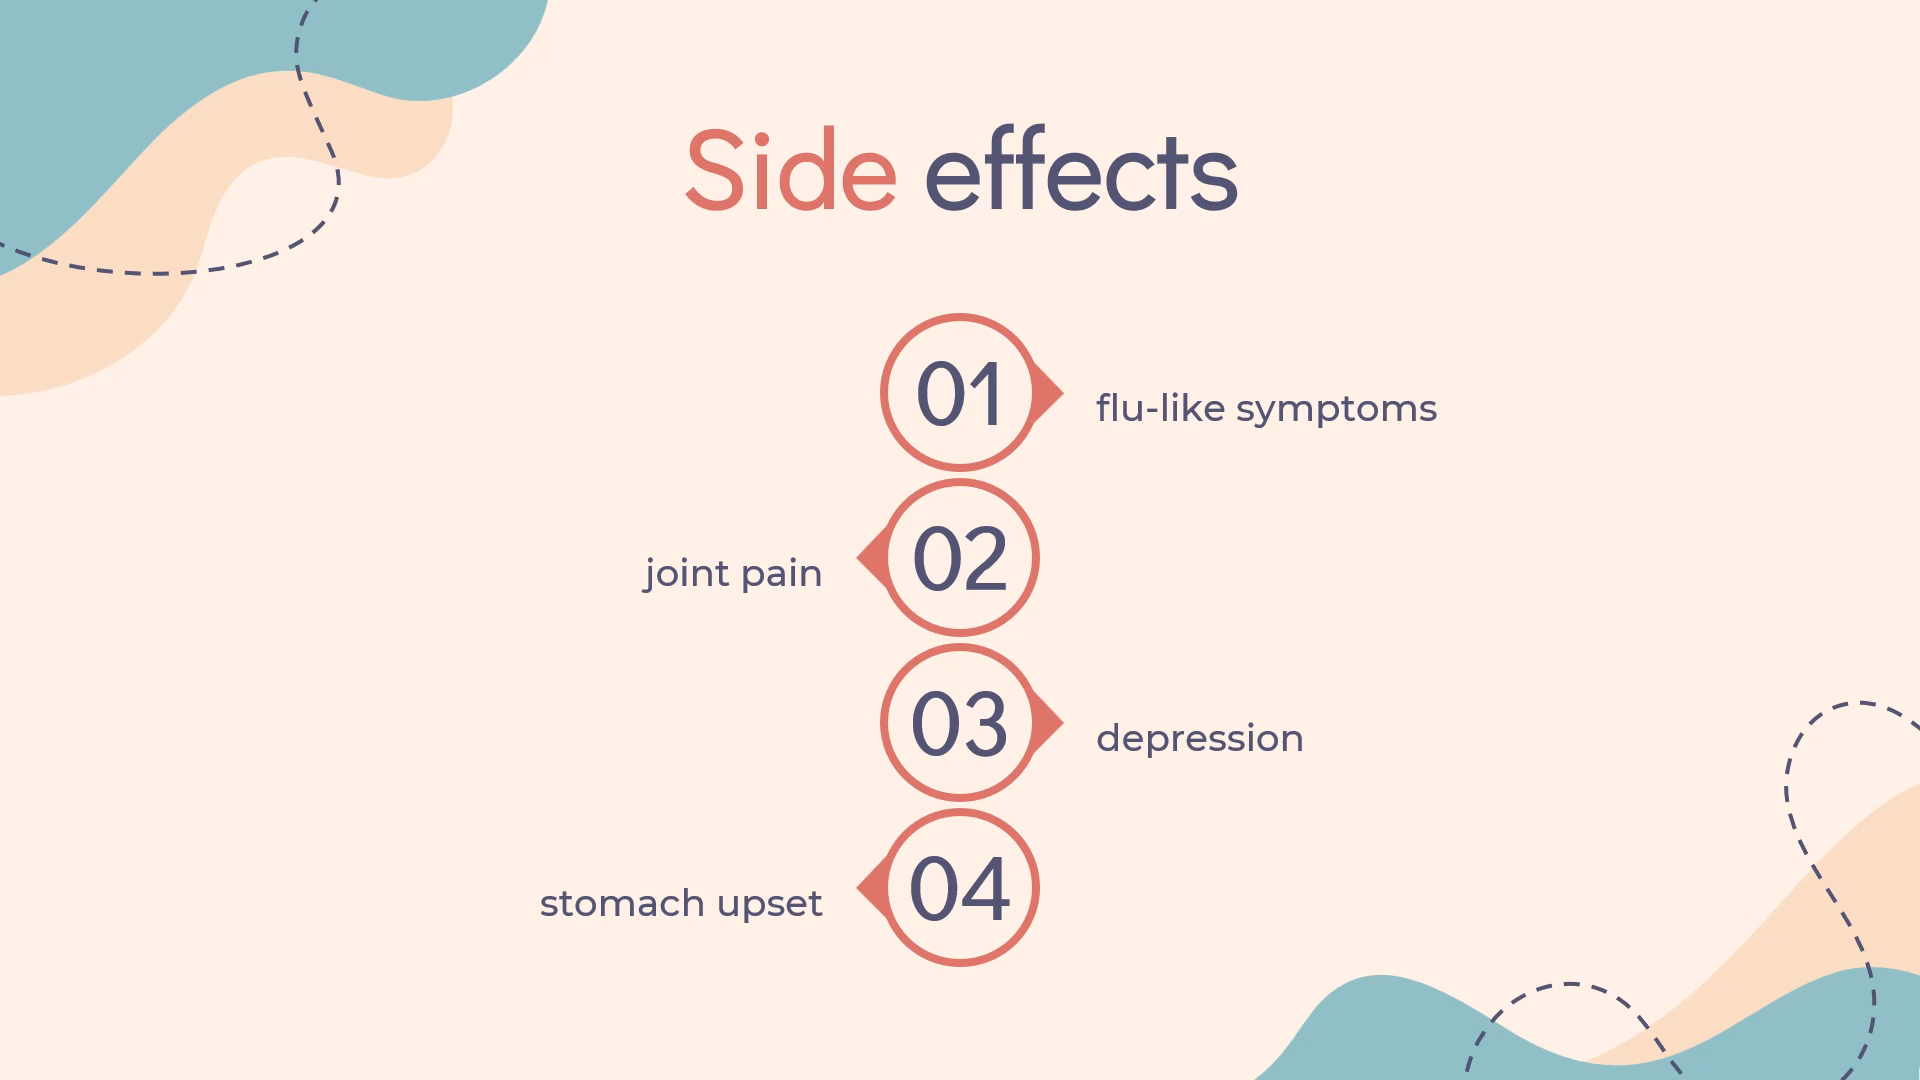 Side effects
01
flu-like symptoms
02
joint pain
03
depression
04
stomach upset